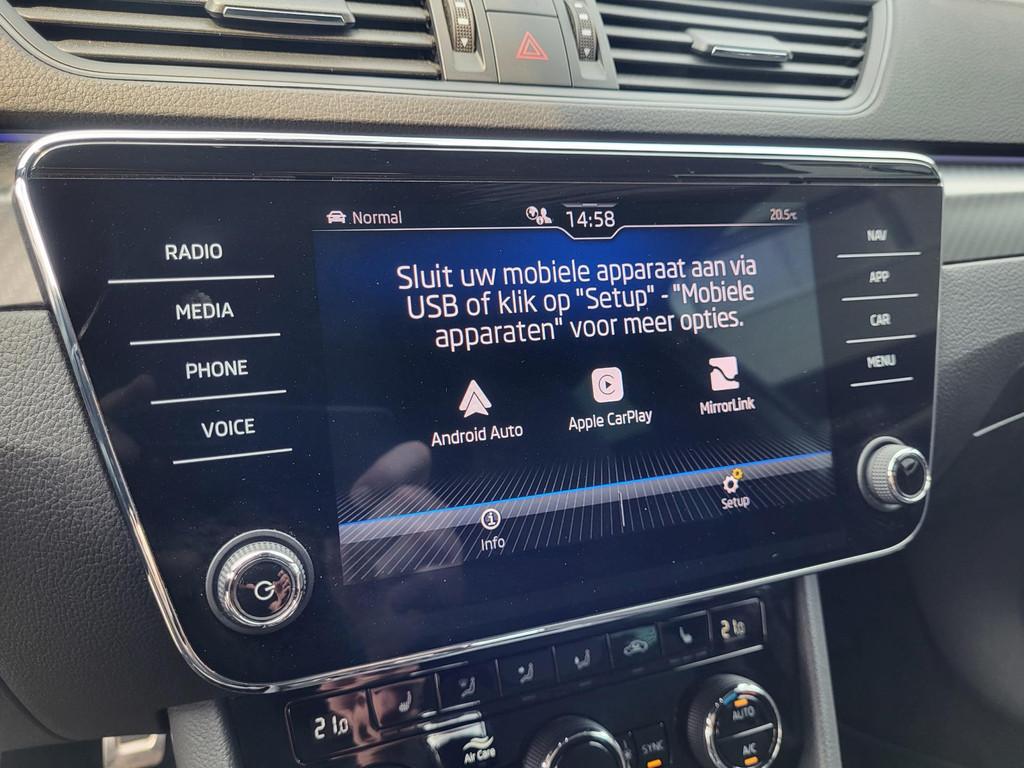 Normal
14:58
20.5°C
RADIO
MEDIA
PHONE
VOICE
Sluit uw mobiele apparaat aan via
USB of klik op "Setup" - "Mobiele
apparaten" voor meer opties.
Android Auto
Apple CarPlay
MirrorLink
Info
Setup
NAV
APP
CAR
MENU
21.0
21.0
Air Care
SYNC
AUTO
A/C